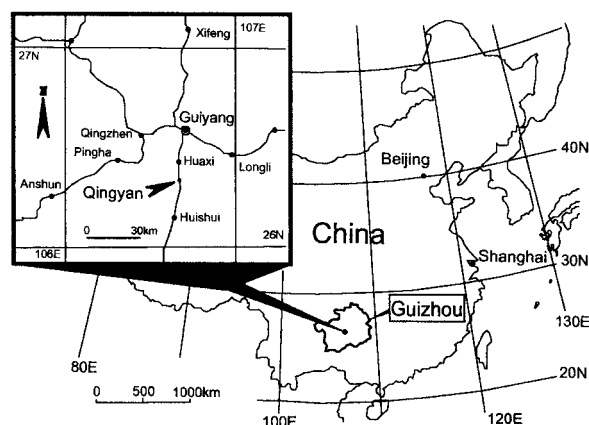 Xifeng
107E
27N
N
Guiyang
Qingzhen
Pingha
Huaxi
Longli
Anshun
Qingyan
Huishui
0 30km
26N
106E
40N
Beijing
China
Shanghai
30N
Guizhou
130E
80E
20N
0 500 1000km
100E
120E